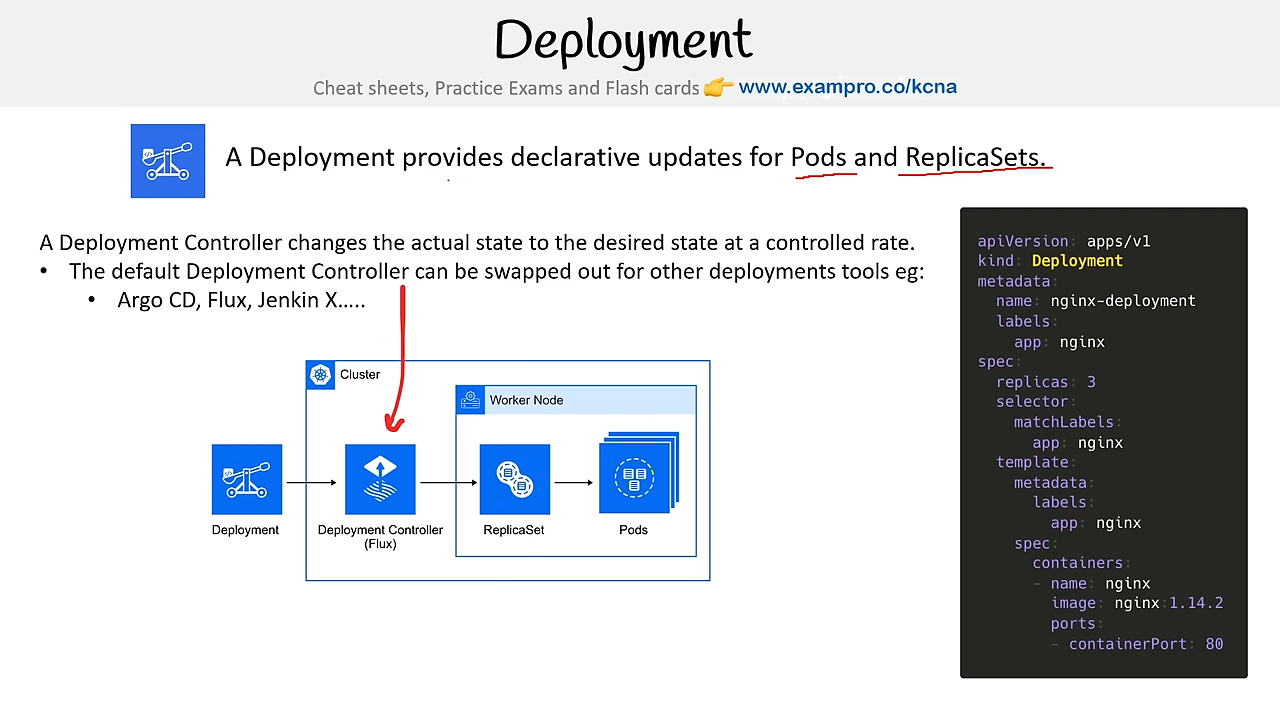 Deployment
Cheat sheets, Practice Exams and Flash cards 👉 www.exampro.co/kcna
A Deployment provides declarative updates for Pods and ReplicaSets.
A Deployment Controller changes the actual state to the desired state at a controlled rate.
• The default Deployment Controller can be swapped out for other deployments tools eg:
• Argo CD, Flux, Jenkin X.....
Cluster
Worker Node
Deployment
Deployment Controller
(Flux)
ReplicaSet
Pods
apiVersion: apps/v1
kind: Deployment
metadata:
  name: nginx-deployment
  labels:
    app: nginx
spec:
  replicas: 3
  selector:
    matchLabels:
      app: nginx
  template:
    metadata:
      labels:
        app: nginx
    spec:
      containers:
      - name: nginx
        image: nginx:1.14.2
        ports:
        - containerPort: 80